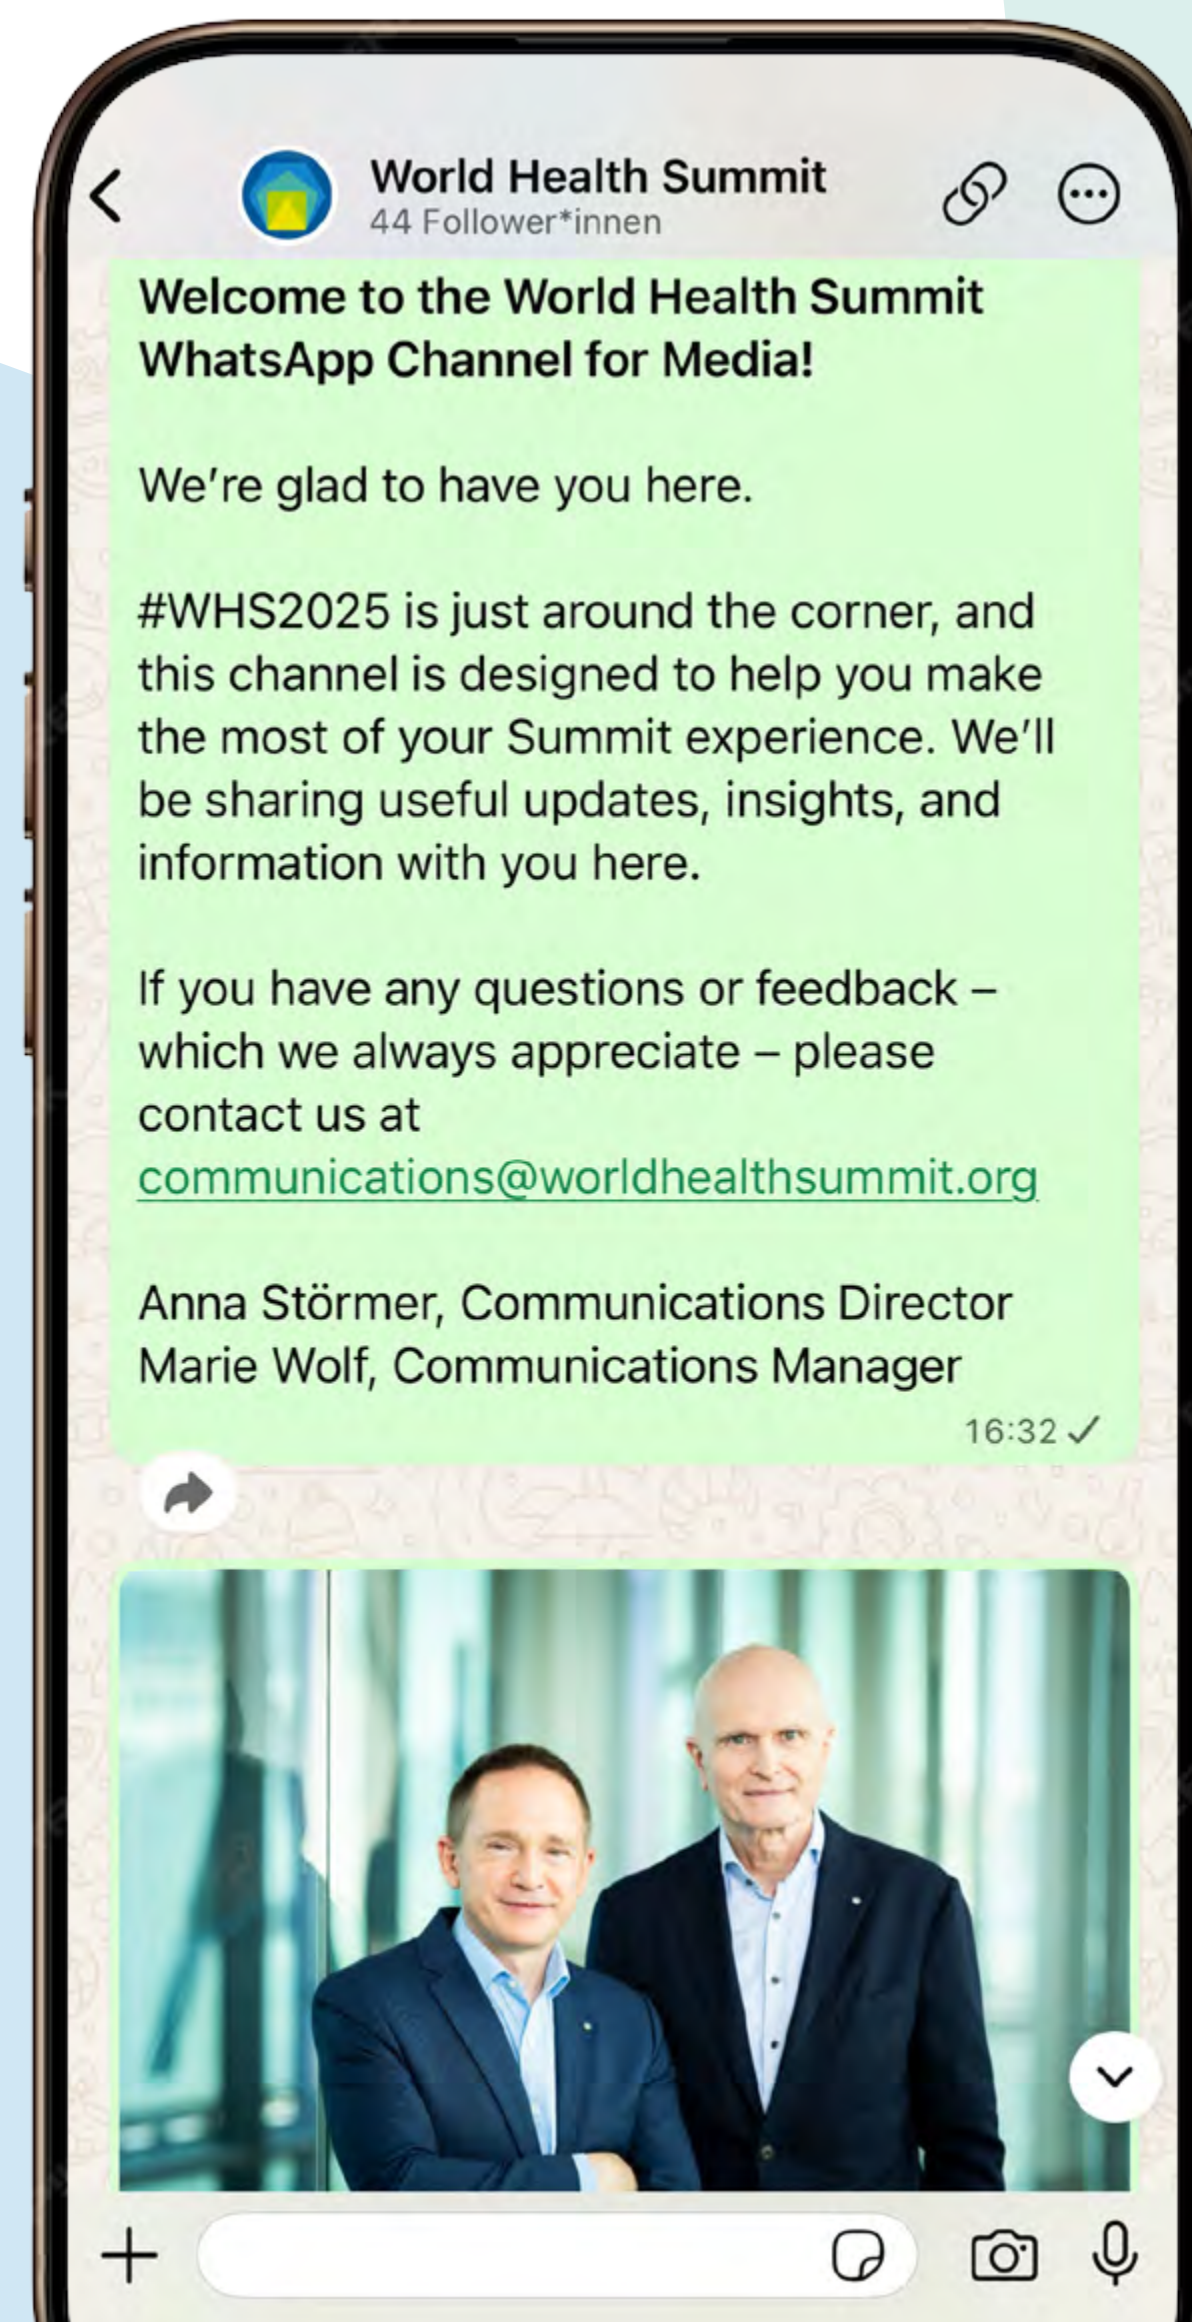 World Health Summit
44 Follower*innen
Welcome to the World Health Summit
WhatsApp Channel for Media!
We’re glad to have you here.
#WHS2025 is just around the corner, and
this channel is designed to help you make
the most of your Summit experience. We’ll
be sharing useful updates, insights, and
information with you here.
If you have any questions or feedback –
which we always appreciate – please
contact us at
communications@worldhealthsummit.org
Anna Störmer, Communications Director
Marie Wolf, Communications Manager
16:32